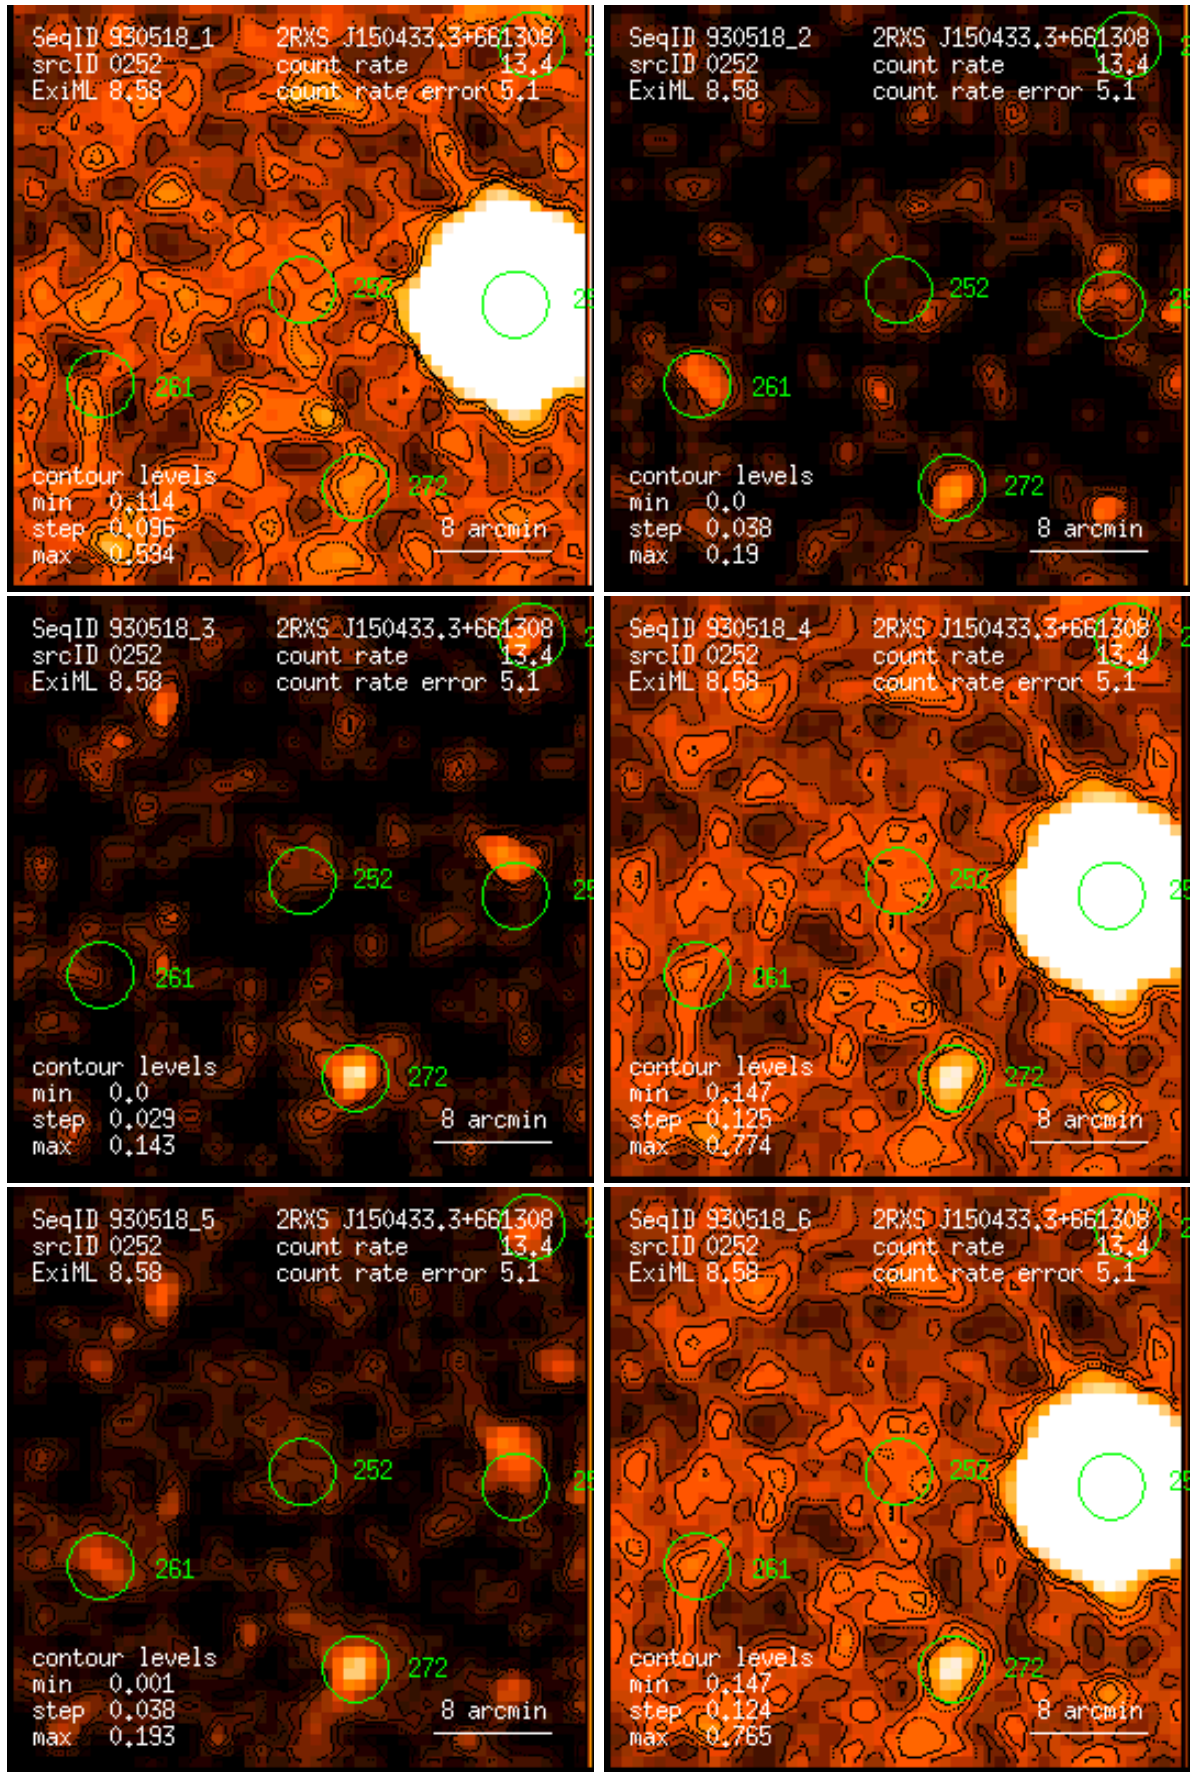 SeqID 930518_1 2RXS J150433.3+661308
srcID 0252 count rate 13.4
ExiML 8.58 count rate error 5.1
252
261
272
contour levels
min 0.114
step 0.096
max 0.594
8 arcmin
SeqID 930518_2 2RXS J150433.3+661308
srcID 0252 count rate 13.4
ExiML 8.58 count rate error 5.1
252
261
272
contour levels
min 0.0
step 0.038
max 0.19
8 arcmin
SeqID 930518_3 2RXS J150433.3+661308
srcID 0252 count rate 13.4
ExiML 8.58 count rate error 5.1
252
261
272
contour levels
min 0.0
step 0.029
max 0.143
8 arcmin
SeqID 930518_4 2RXS J150433.3+661308
srcID 0252 count rate 13.4
ExiML 8.58 count rate error 5.1
252
261
272
contour levels
min 0.147
step 0.125
max 0.774
8 arcmin
SeqID 930518_5 2RXS J150433.3+661308
srcID 0252 count rate 13.4
ExiML 8.58 count rate error 5.1
252
261
272
contour levels
min 0.001
step 0.038
max 0.193
8 arcmin
SeqID 930518_6 2RXS J150433.3+661308
srcID 0252 count rate 13.4
ExiML 8.58 count rate error 5.1
252
261
272
contour levels
min 0.147
step 0.124
max 0.765
8 arcmin